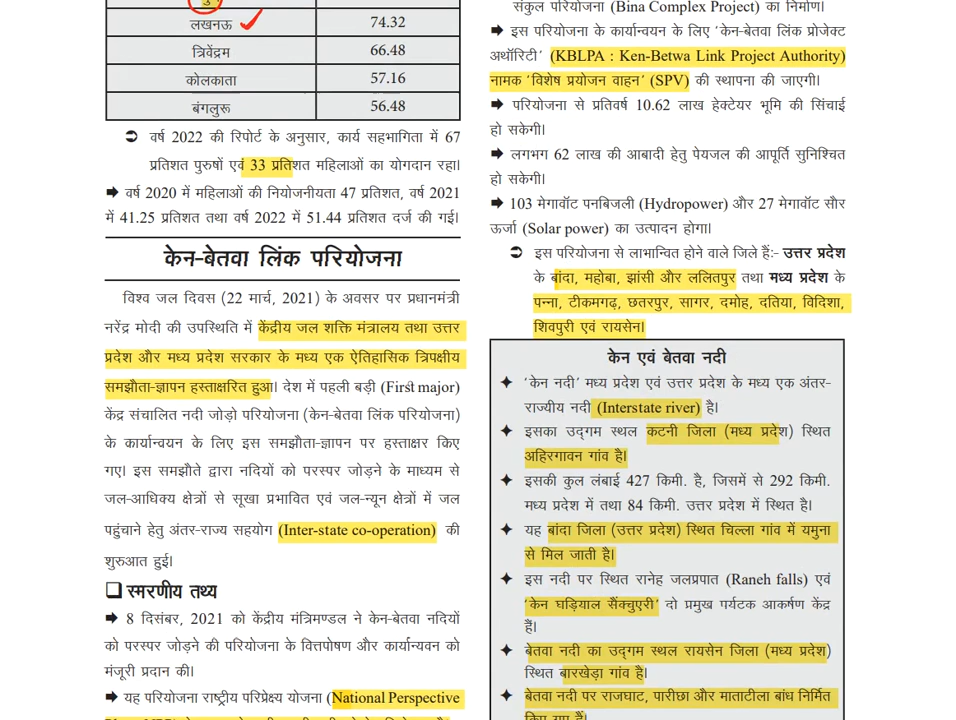 लखनऊ 74.32
त्रिवेंद्रम 66.48
कोलकाता 57.16
बंगलुरू 56.48
➲ वर्ष 2022 की रिपोर्ट के अनुसार, कार्य सहभागिता में 67
प्रतिशत पुरुषों एवं 33 प्रतिशत महिलाओं का योगदान रहा।
➡ वर्ष 2020 में महिलाओं की नियोजनीयता 47 प्रतिशत, वर्ष 2021
में 41.25 प्रतिशत तथा वर्ष 2022 में 51.44 प्रतिशत दर्ज की गई।
केन-बेतवा लिंक परियोजना
विश्व जल दिवस (22 मार्च, 2021) के अवसर पर प्रधानमंत्री
नरेंद्र मोदी की उपस्थिति में केंद्रीय जल शक्ति मंत्रालय तथा उत्तर
प्रदेश और मध्य प्रदेश सरकार के मध्य एक ऐतिहासिक त्रिपक्षीय
समझौता-ज्ञापन हस्ताक्षरित हुआ। देश में पहली बड़ी (First major)
केंद्र संचालित नदी जोड़ो परियोजना (केन-बेतवा लिंक परियोजना)
के कार्यान्वयन के लिए इस समझौता-ज्ञापन पर हस्ताक्षर किए
गए। इस समझौते द्वारा नदियों को परस्पर जोड़ने के माध्यम से
जल-आधिक्य क्षेत्रों से सूखा प्रभावित एवं जल-न्यून क्षेत्रों में जल
पहुंचाने हेतु अंतर-राज्य सहयोग (Inter-state co-operation) की
शुरुआत हुई।
❑ स्मरणीय तथ्य
➡ 8 दिसंबर, 2021 को केंद्रीय मंत्रिमण्डल ने केन-बेतवा नदियों
को परस्पर जोड़ने की परियोजना के वित्तपोषण और कार्यान्वयन को
मंजूरी प्रदान की।
➡ यह परियोजना राष्ट्रीय परिप्रेक्ष्य योजना (National Perspective
संकुल परियोजना (Bina Complex Project) का निर्माण।
➡ इस परियोजना के कार्यान्वयन के लिए 'केन-बेतवा लिंक प्रोजेक्ट
अथॉरिटी' (KBLPA : Ken-Betwa Link Project Authority)
नामक 'विशेष प्रयोजन वाहन' (SPV) की स्थापना की जाएगी।
➡ परियोजना से प्रतिवर्ष 10.62 लाख हेक्टेयर भूमि की सिंचाई
हो सकेगी।
➡ लगभग 62 लाख की आबादी हेतु पेयजल की आपूर्ति सुनिश्चित
हो सकेगी।
➡ 103 मेगावॉट पनबिजली (Hydropower) और 27 मेगावॉट सौर
ऊर्जा (Solar power) का उत्पादन होगा।
➲ इस परियोजना से लाभान्वित होने वाले जिले हैं:- उत्तर प्रदेश
के बांदा, महोबा, झांसी और ललितपुर तथा मध्य प्रदेश के
पन्ना, टीकमगढ़, छतरपुर, सागर, दमोह, दतिया, विदिशा,
शिवपुरी एवं रायसेन।
केन एवं बेतवा नदी
✦ 'केन नदी' मध्य प्रदेश एवं उत्तर प्रदेश के मध्य एक अंतर-
राज्यीय नदी (Interstate river) है।
✦ इसका उद्‌गम स्थल कटनी जिला (मध्य प्रदेश) स्थित
अहिरगावन गांव है।
✦ इसकी कुल लंबाई 427 किमी. है, जिसमें से 292 किमी.
मध्य प्रदेश में तथा 84 किमी. उत्तर प्रदेश में स्थित है।
✦ यह बांदा जिला (उत्तर प्रदेश) स्थित चिल्ला गांव में यमुना
से मिल जाती है।
✦ इस नदी पर स्थित रानेह जलप्रपात (Raneh falls) एवं
'केन घड़ियाल सैंक्चुएरी' दो प्रमुख पर्यटक आकर्षण केंद्र
हैं।
✦ बेतवा नदी का उद्‌गम स्थल रायसेन जिला (मध्य प्रदेश)
स्थित बारखेड़ा गांव है।
✦ बेतवा नदी पर राजघाट, पारीछा और माताटीला बांध निर्मित